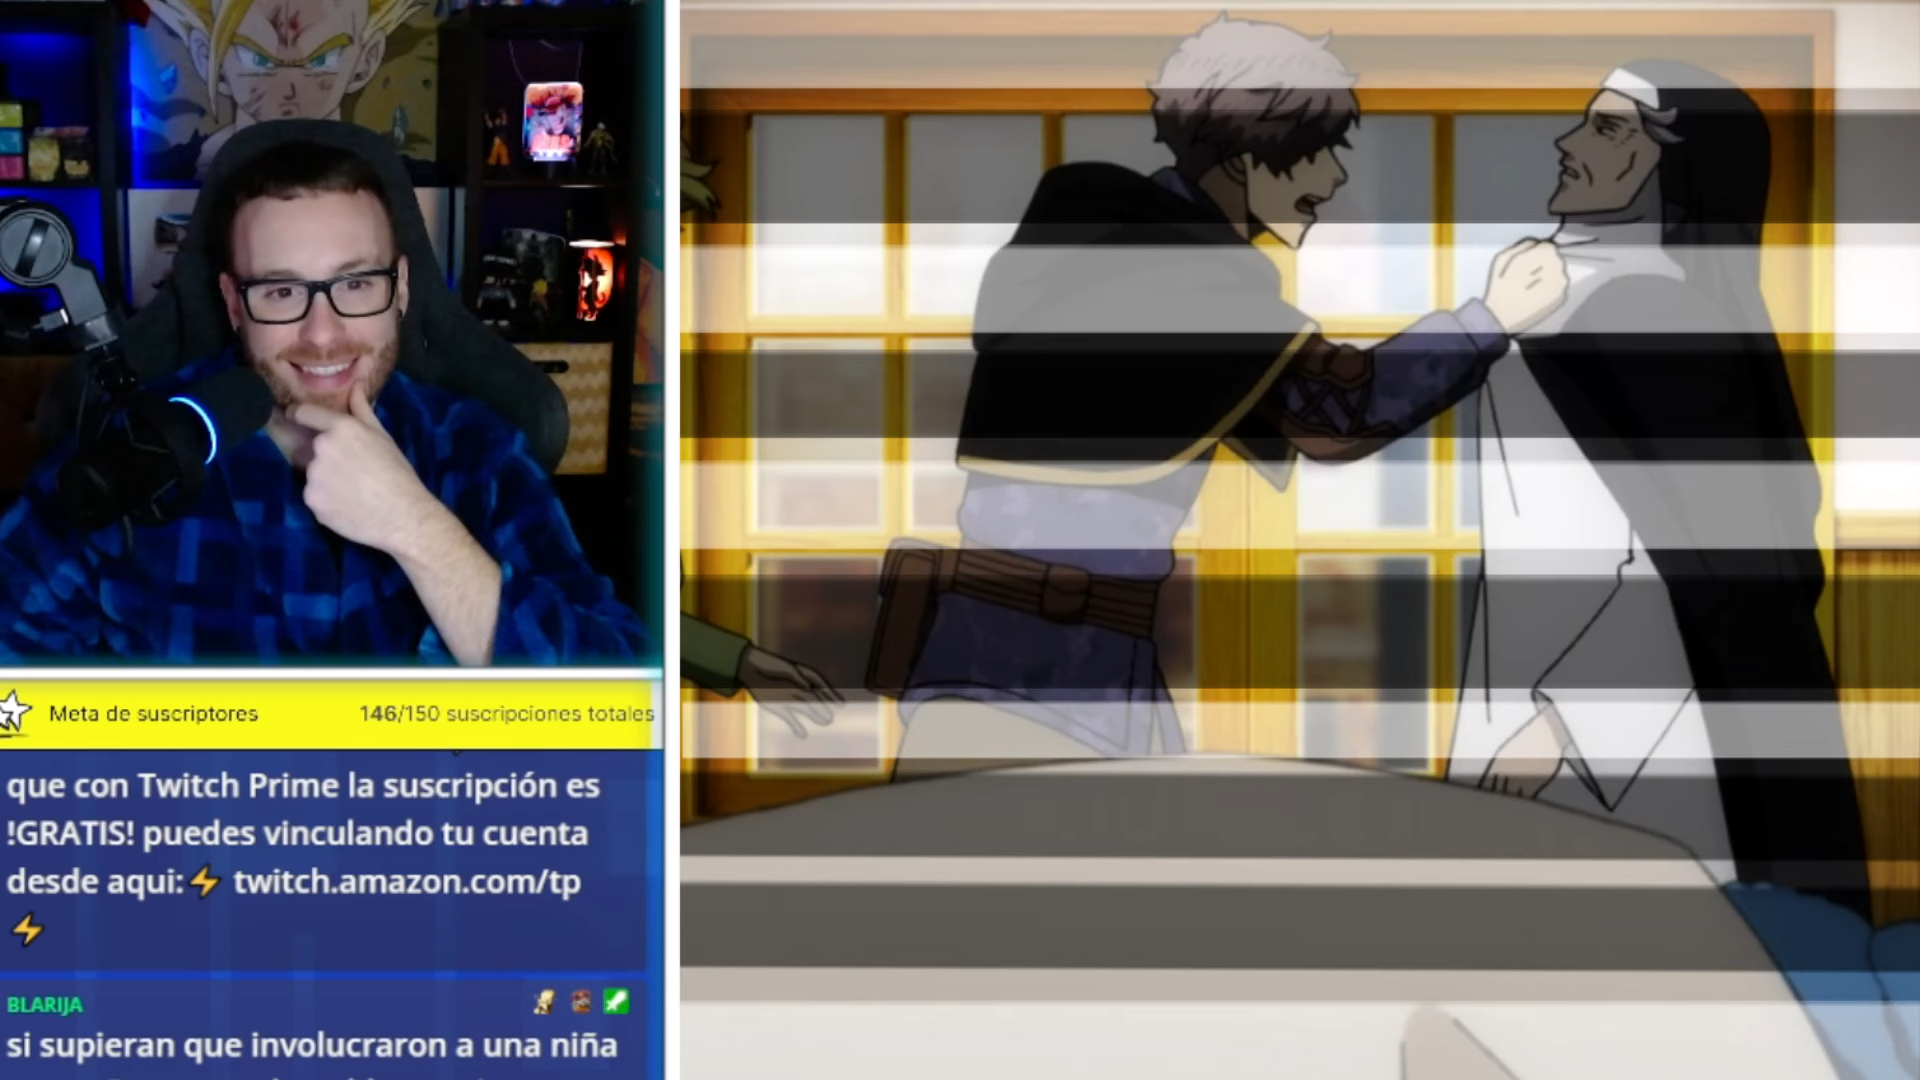 Meta de suscriptores 146/150 suscripciones totales
que con Twitch Prime la suscripción es
!GRATIS! puedes vinculando tu cuenta
desde aqui:⚡ twitch.amazon.com/tp
⚡
BLARIJA
si supieran que involucraron a una niña